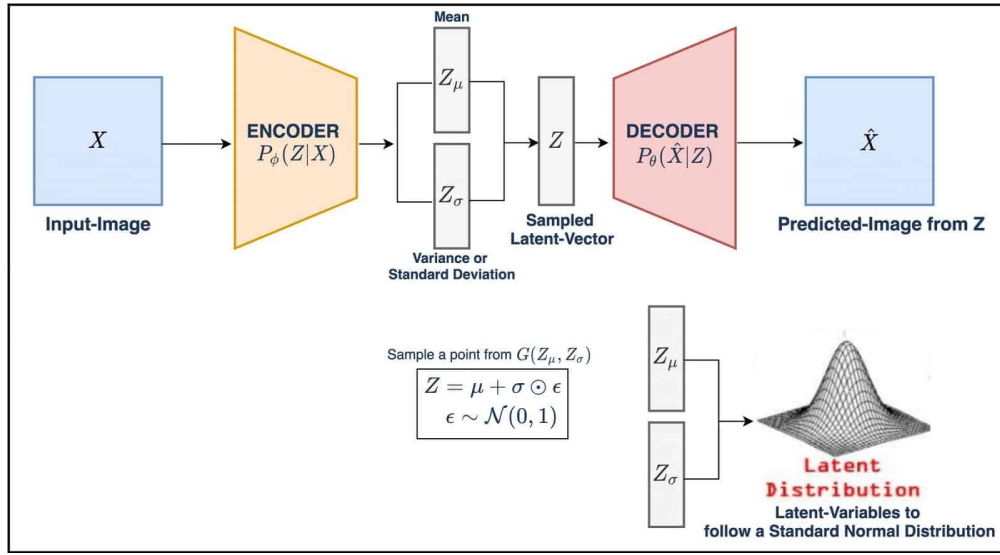 Mean
X
ENCODER
P_ϕ(Z|X)
Z_μ
Z_σ
Z
DECODER
P_θ(X̂|Z)
X̂
Input-Image
Variance or
Standard Deviation
Sampled
Latent-Vector
Predicted-Image from Z
Sample a point from G(Z_μ, Z_σ)
Z = μ + σ ⊙ ϵ
ϵ ∼ 𝒩(0, 1)
Z_μ
Z_σ
Latent
Distribution
Latent-Variables to
follow a Standard Normal Distribution